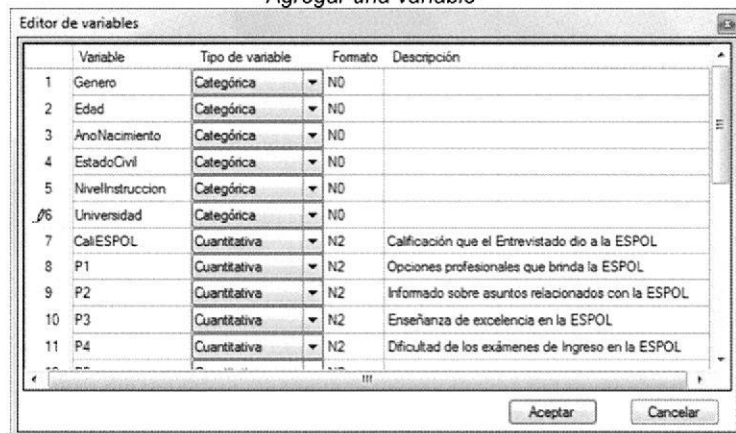 Agregar una variable
Editor de variables
Variable Tipo de variable Formato Descripción
1 Genero Categórica N0
2 Edad Categórica N0
3 AnoNacimiento Categórica N0
4 EstadoCivil Categórica N0
5 NivelInstruccion Categórica N0
6 Universidad Categórica N0
7 CaliESPOL Cuantitativa N2 Calificación que el Entrevistado dio a la ESPOL
8 P1 Cuantitativa N2 Opciones profesionales que brinda la ESPOL
9 P2 Cuantitativa N2 Informado sobre asuntos relacionados con la ESPOL
10 P3 Cuantitativa N2 Enseñanza de excelencia en la ESPOL
11 P4 Cuantitativa N2 Dificultad de los exámenes de Ingreso en la ESPOL
Aceptar Cancelar